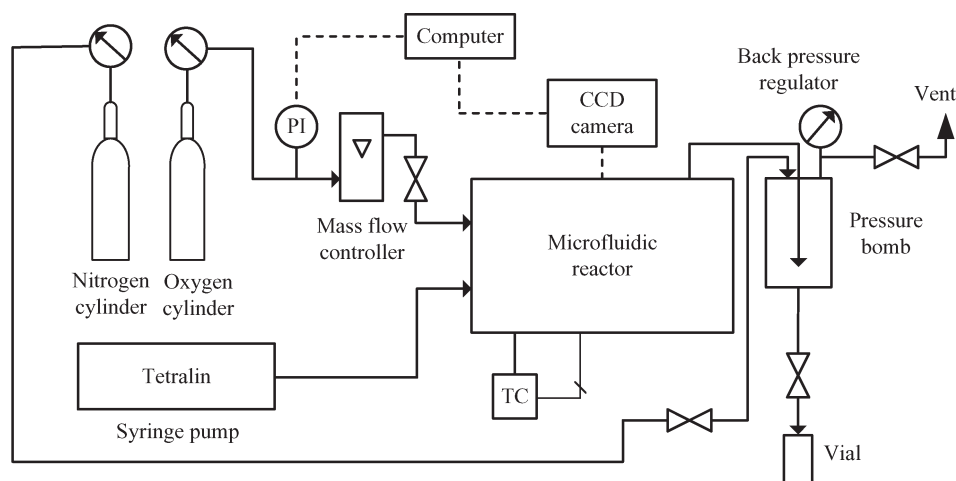 Computer
Back pressure
regulator
Vent
CCD
camera
PI
Mass flow
controller
Microfluidic
reactor
Pressure
bomb
Nitrogen
cylinder
Oxygen
cylinder
Tetralin
TC
Syringe pump
Vial